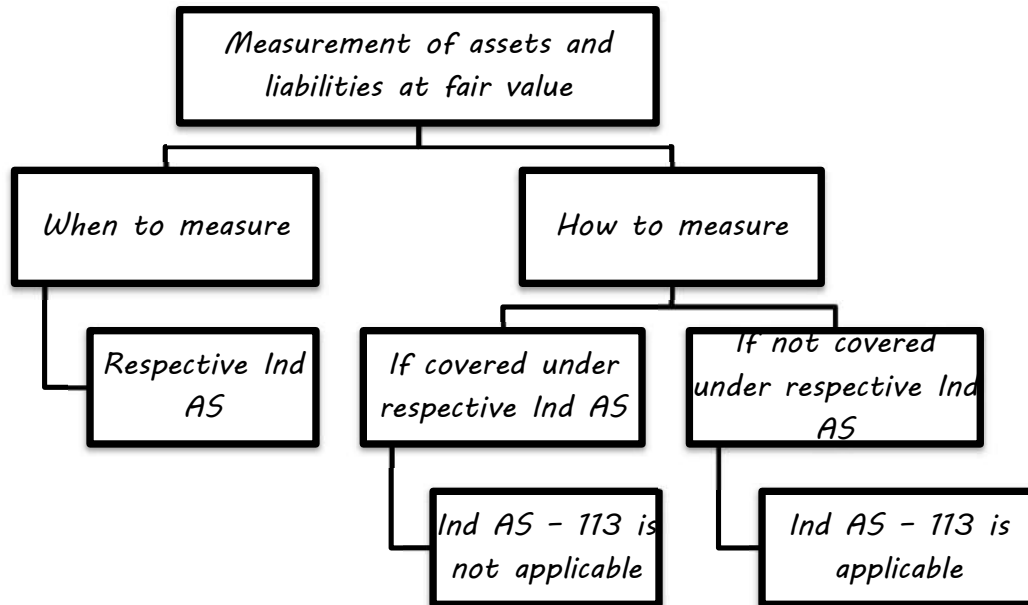 Measurement of assets and
liabilities at fair value
When to measure
How to measure
Respective Ind
AS
If covered under
respective Ind AS
If not covered
under respective Ind
AS
Ind AS - 113 is
not applicable
Ind AS - 113 is
applicable